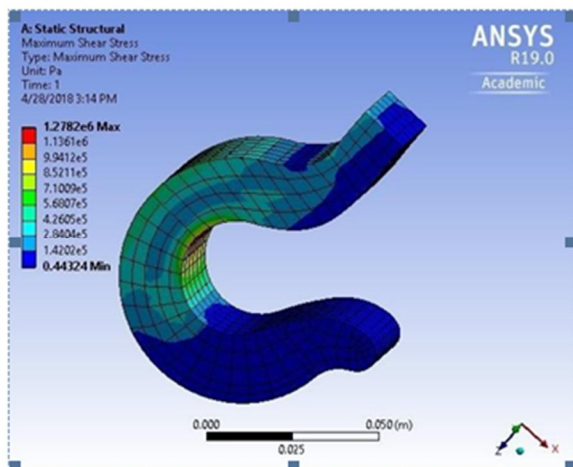 A: Static Structural
Maximum Shear Stress
Type: Maximum Shear Stress
Unit: Pa
Time: 1
4/28/2018 3:14 PM
1.2782e6 Max
1.1361e6
9.9412e5
8.5211e5
7.1009e5
5.6807e5
4.2605e5
2.8404e5
1.4202e5
0.44324 Min
ANSYS
R19.0
Academic
0.000
0.050 (m)
0.025
Z
X